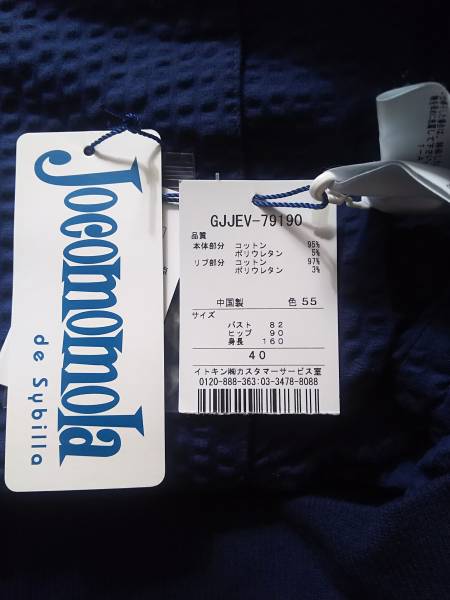 Jocomomola
de Sybilla
GJJEV-79190
品質
本体部分 コットン 95%
ポリウレタン 5%
リブ部分 コットン 97%
ポリウレタン 3%
中国製 色 55
サイズ
バスト 82
ヒップ 90
身長 160
40
イトキン㈱カスタマーサービス室
0120-888-363:03-3478-8088